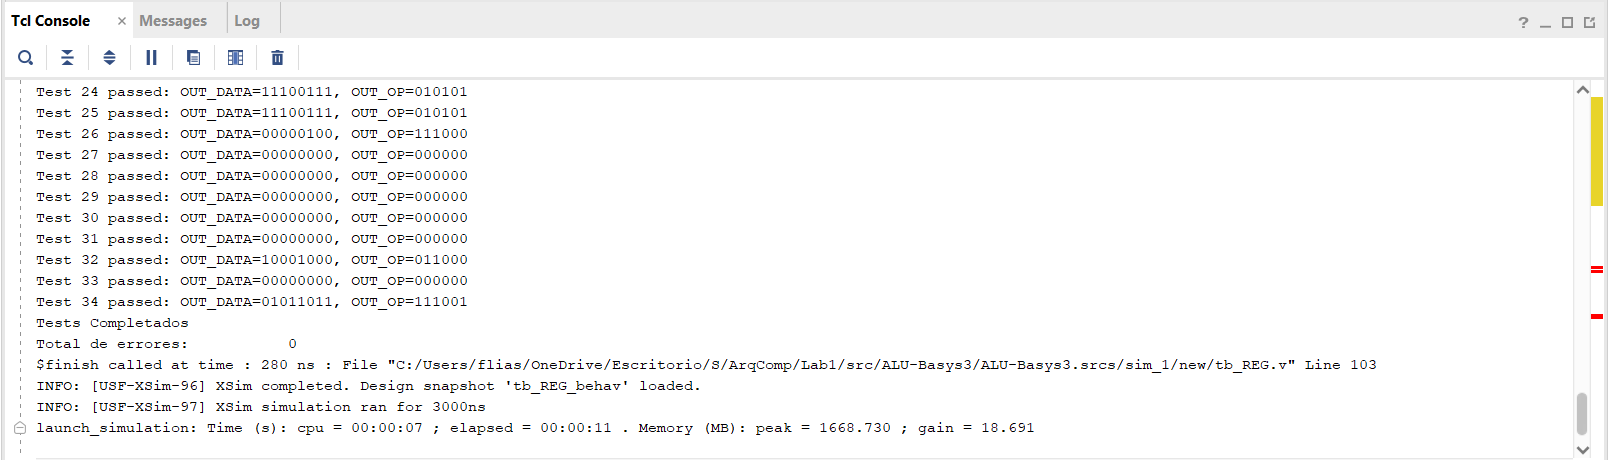 Tcl Console × Messages Log
? _
Test 24 passed: OUT_DATA=11100111, OUT_OP=010101
Test 25 passed: OUT_DATA=11100111, OUT_OP=010101
Test 26 passed: OUT_DATA=00000100, OUT_OP=111000
Test 27 passed: OUT_DATA=00000000, OUT_OP=000000
Test 28 passed: OUT_DATA=00000000, OUT_OP=000000
Test 29 passed: OUT_DATA=00000000, OUT_OP=000000
Test 30 passed: OUT_DATA=00000000, OUT_OP=000000
Test 31 passed: OUT_DATA=00000000, OUT_OP=000000
Test 32 passed: OUT_DATA=10001000, OUT_OP=011000
Test 33 passed: OUT_DATA=00000000, OUT_OP=000000
Test 34 passed: OUT_DATA=01011011, OUT_OP=111001
Tests Completados
Total de errores:           0
$finish called at time : 280 ns : File "C:/Users/flias/OneDrive/Escritorio/S/ArqComp/Lab1/src/ALU-Basys3/ALU-Basys3.srcs/sim_1/new/tb_REG.v" Line 103
INFO: [USF-XSim-96] XSim completed. Design snapshot 'tb_REG_behav' loaded.
INFO: [USF-XSim-97] XSim simulation ran for 3000ns
launch_simulation: Time (s): cpu = 00:00:07 ; elapsed = 00:00:11 . Memory (MB): peak = 1668.730 ; gain = 18.691